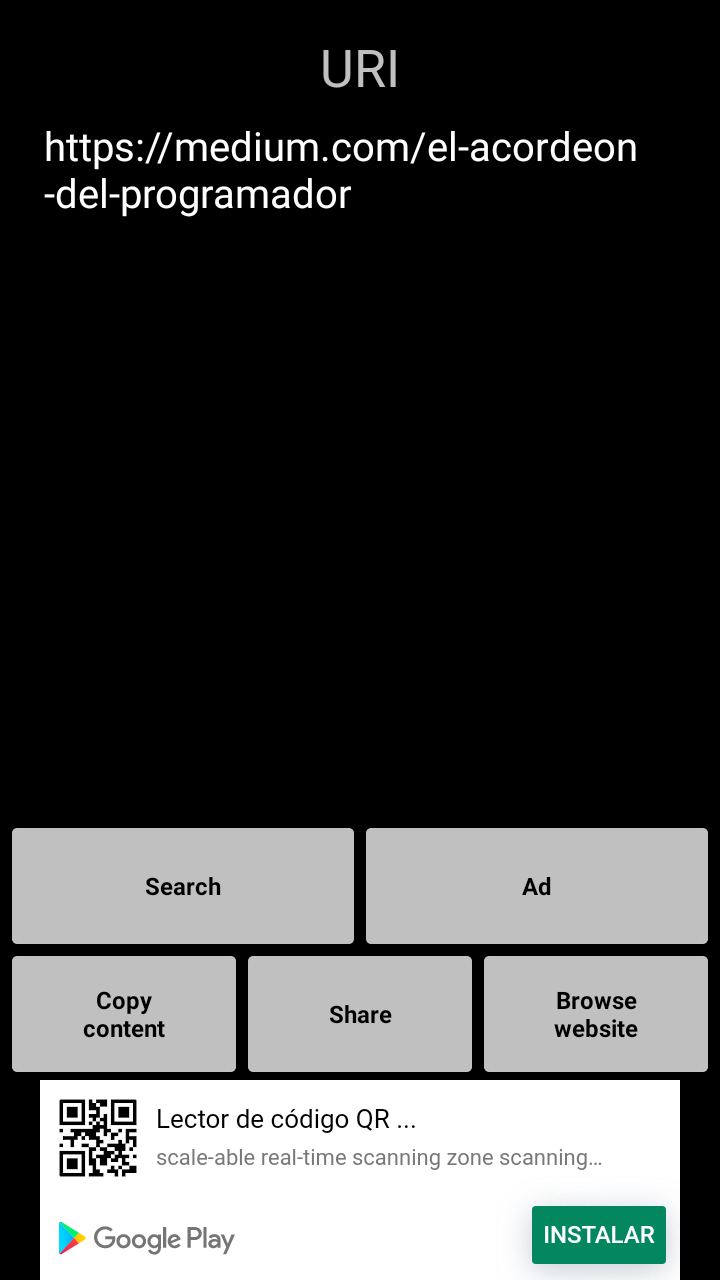 URI
https://medium.com/el-acordeon
-del-programador
Search
Ad
Copy
content
Share
Browse
website
Lector de código QR ...
scale-able real-time scanning zone scanning...
Google Play
INSTALAR